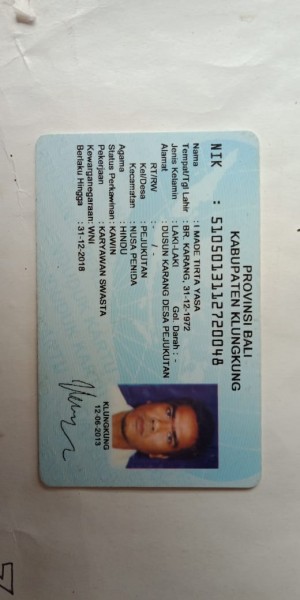 PROVINSI BALI
KABUPATEN KLUNGKUNG
NIK : 5105013112720048
Nama : I MADE TIRTA YASA
Tempat/Tgl Lahir : BR. KARANG, 31-12-1972
Jenis Kelamin : LAKI-LAKI Gol. Darah : -
Alamat : DUSUN KARANG DESA PEJUKUTAN
RT/RW : - / -
Kel/Desa : PEJUKUTAN
Kecamatan : NUSA PENIDA
Agama : HINDU
Status Perkawinan: KAWIN
Pekerjaan : KARYAWAN SWASTA
Kewarganegaraan: WNI
Berlaku Hingga : 31-12-2018
KLUNGKUNG
12-06-2013